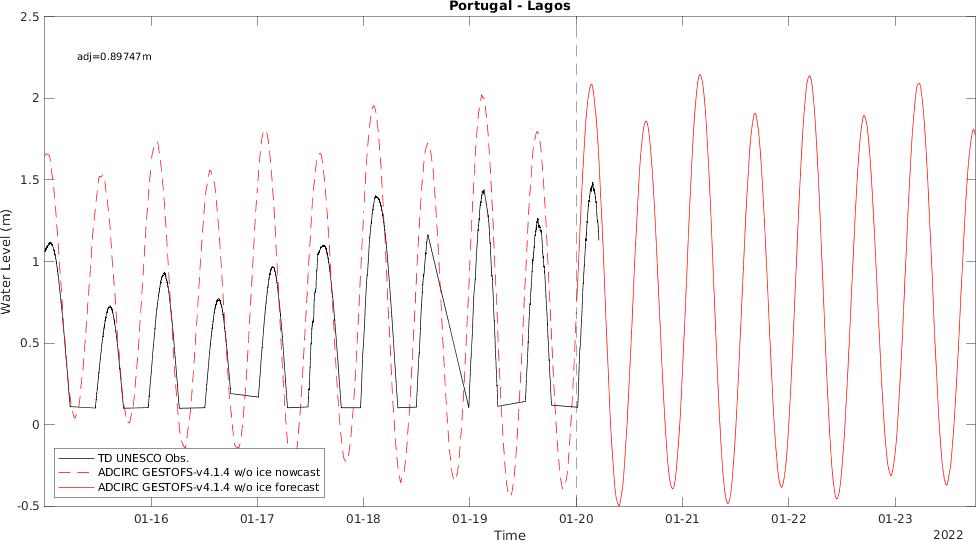 Portugal - Lagos
2.5
adj=0.89747m
2
1.5
Water Level (m)
1
0.5
0
-0.5
TD UNESCO Obs.
ADCIRC GESTOFS-v4.1.4 w/o ice nowcast
ADCIRC GESTOFS-v4.1.4 w/o ice forecast
01-16 01-17 01-18 01-19 01-20 01-21 01-22 01-23
Time
2022